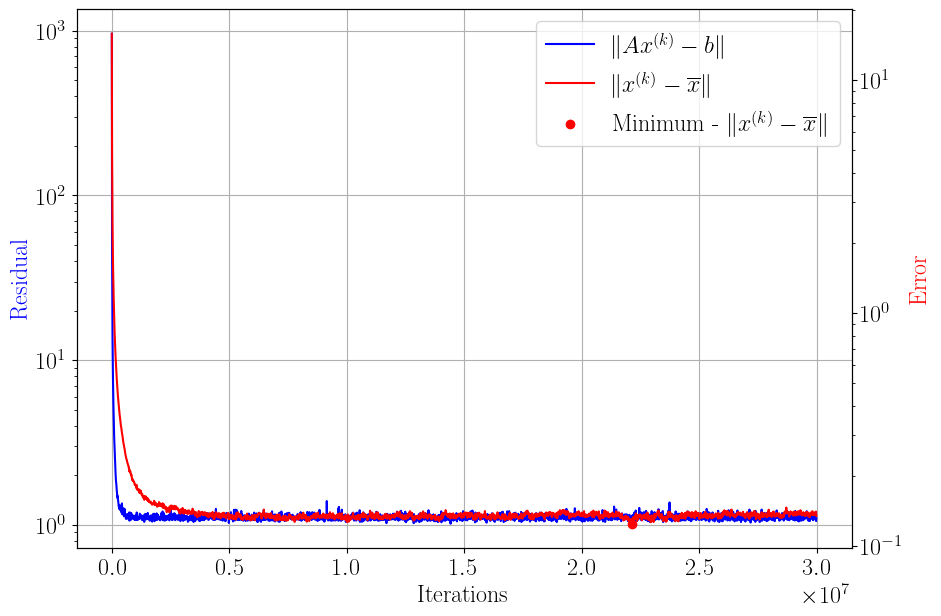 ‖Ax⁽ᵏ⁾ − b‖
‖x⁽ᵏ⁾ − x̅‖
Minimum - ‖x⁽ᵏ⁾ − x̅‖
10³
10²
10¹
10⁰
Residual
10¹
10⁰
10⁻¹
Error
0.0 0.5 1.0 1.5 2.0 2.5 3.0
Iterations
×10⁷